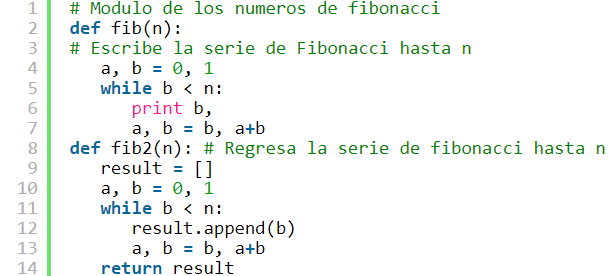 1 # Modulo de los numeros de fibonacci
2 def fib(n):
3 # Escribe la serie de Fibonacci hasta n
4    a, b = 0, 1
5    while b < n:
6       print b,
7       a, b = b, a+b
8 def fib2(n): # Regresa la serie de fibonacci hasta n
9    result = []
10    a, b = 0, 1
11    while b < n:
12       result.append(b)
13       a, b = b, a+b
14    return result